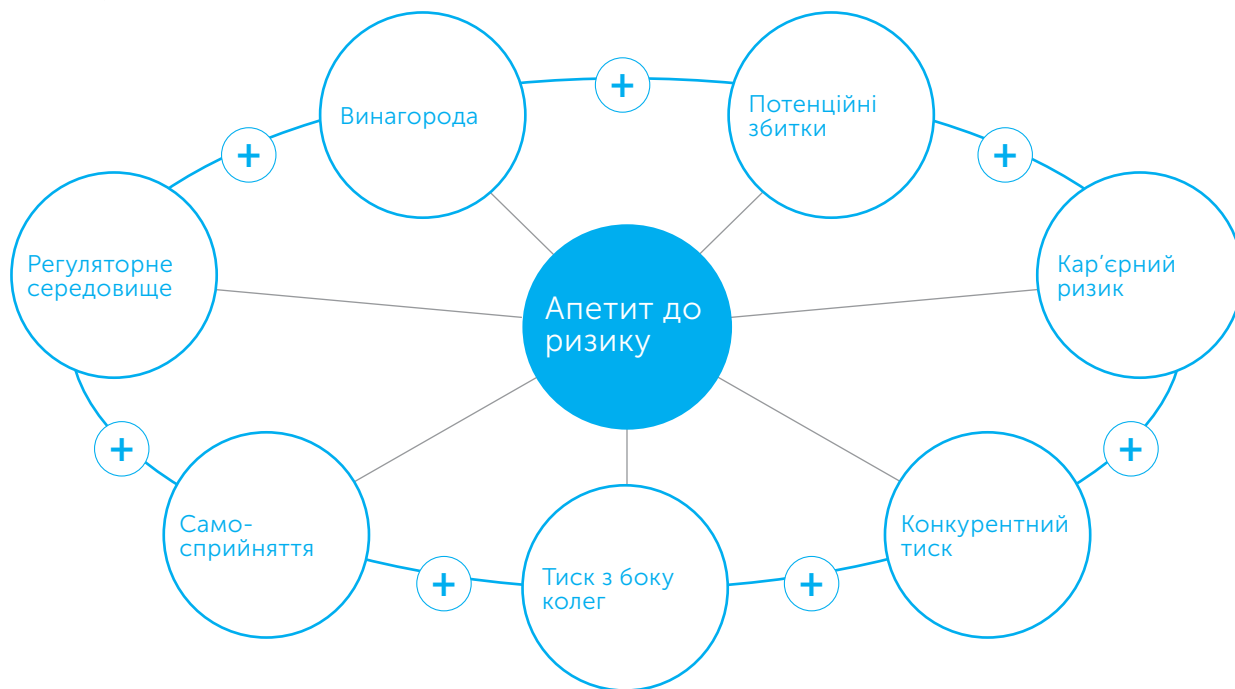 Винагорода
+
Потенційні
збитки
+
+
Регуляторне
середовище
Кар’єрний
ризик
Апетит до
ризику
+
+
Само-
сприйняття
Тиск з боку
колег
Конкурентний
тиск
+
+